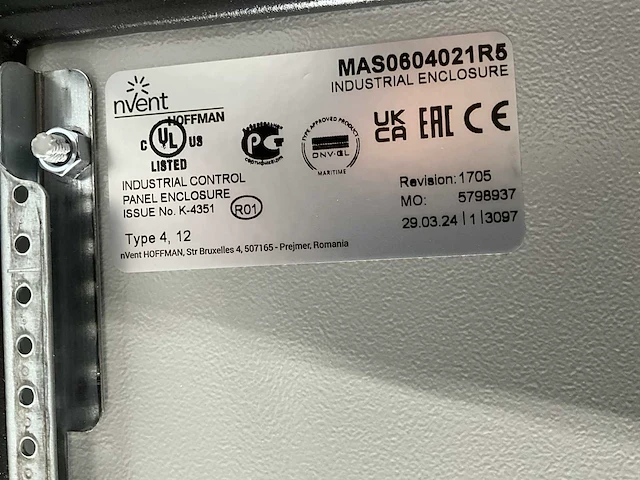 MAS0604021R5
INDUSTRIAL ENCLOSURE
nVent
HOFFMAN
C UL US
LISTED
PG
TYPE APPROVED PRODUCT
DNV·GL
MARITIME
UK CA EAC CE
INDUSTRIAL CONTROL
PANEL ENCLOSURE
ISSUE No. K-4351 R01
Revision: 1705
MO: 5798937
29.03.24 | 1 | 3097
Type 4, 12
nVent HOFFMAN, Str Bruxelles 4, 507165 - Prejmer, Romania